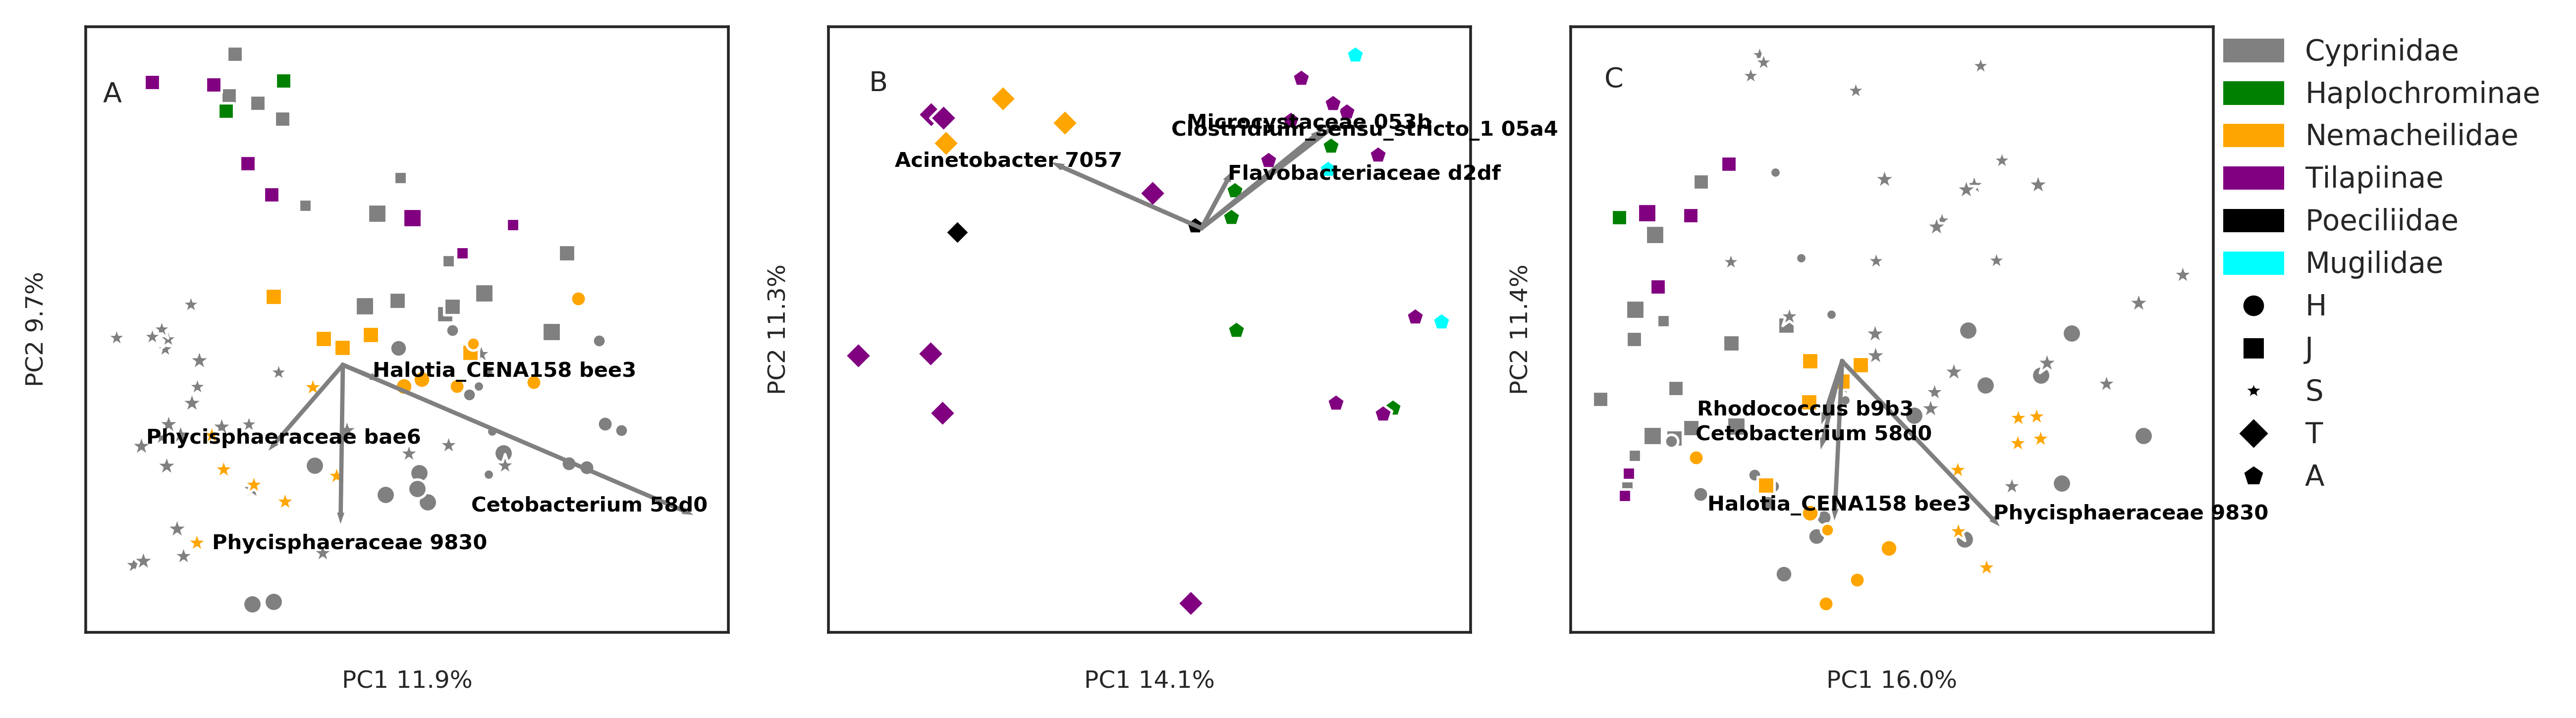 A
PC2 9.7%
Halotia_CENA158 bee3
Phycisphaeraceae bae6
Cetobacterium 58d0
Phycisphaeraceae 9830
PC1 11.9%
B
PC2 11.3%
Microcystaceae 053b
Clostridium_sensu_stricto_1 05a4
Acinetobacter 7057
Flavobacteriaceae d2df
PC1 14.1%
C
PC2 11.4%
Rhodococcus b9b3
Cetobacterium 58d0
Halotia_CENA158 bee3
Phycisphaeraceae 9830
PC1 16.0%
Cyprinidae
Haplochrominae
Nemacheilidae
Tilapiinae
Poeciliidae
Mugilidae
H
J
S
T
A